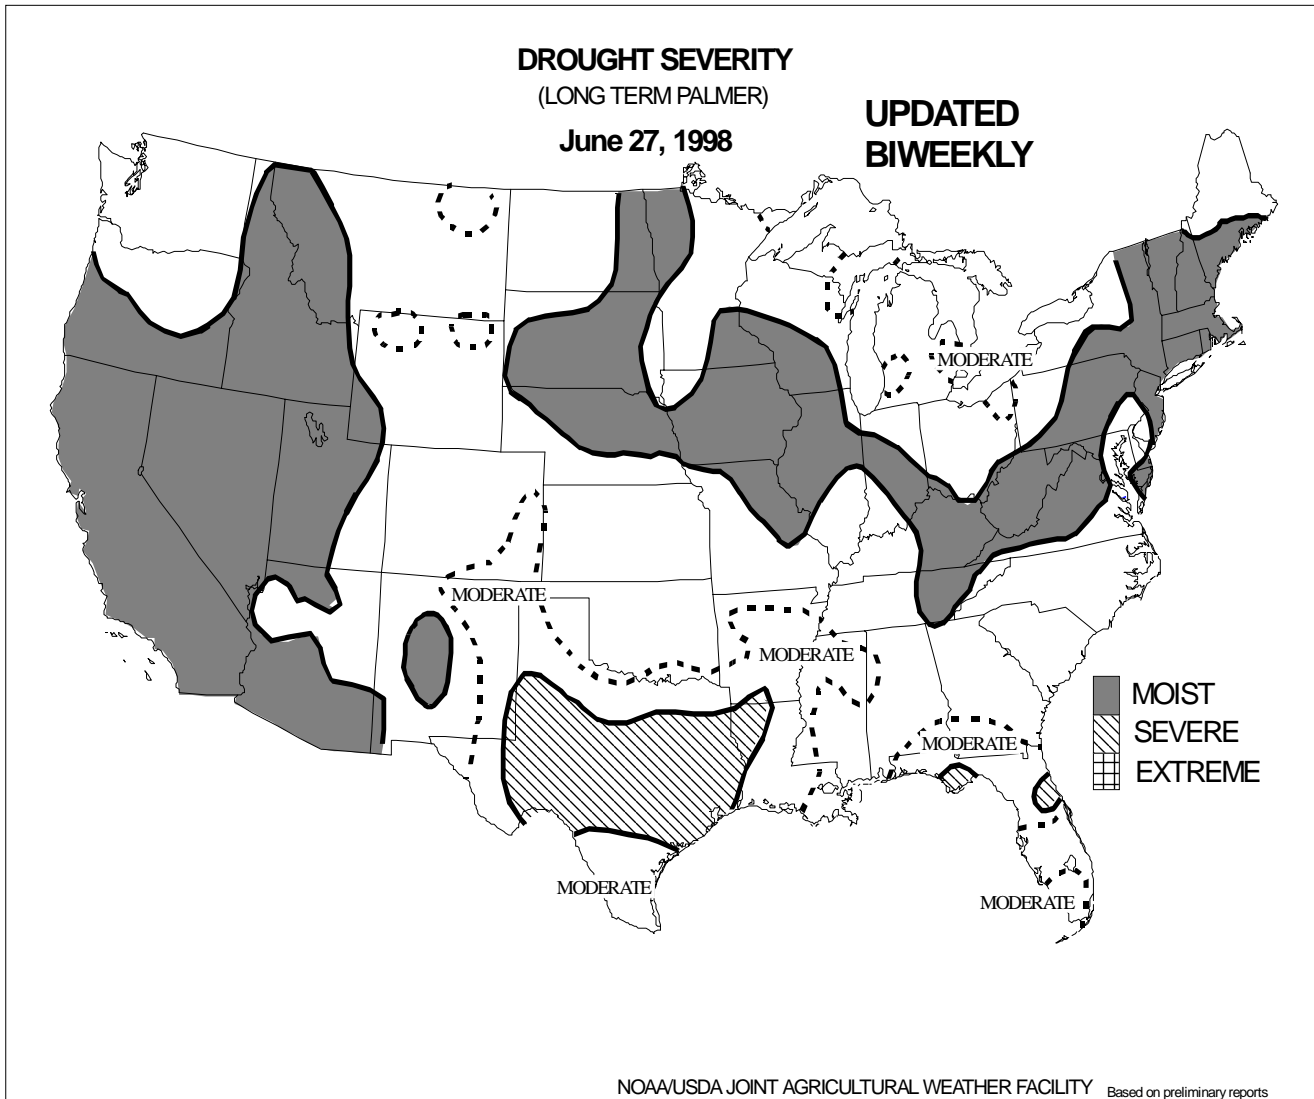 DROUGHT SEVERITY
(LONG TERM PALMER)
June 27, 1998
UPDATED
BIWEEKLY
MODERATE
MODERATE
MODERATE
MODERATE
MODERATE
MODERATE
MOIST
SEVERE
EXTREME
NOAA/USDA JOINT AGRICULTURAL WEATHER FACILITY Based on preliminary reports